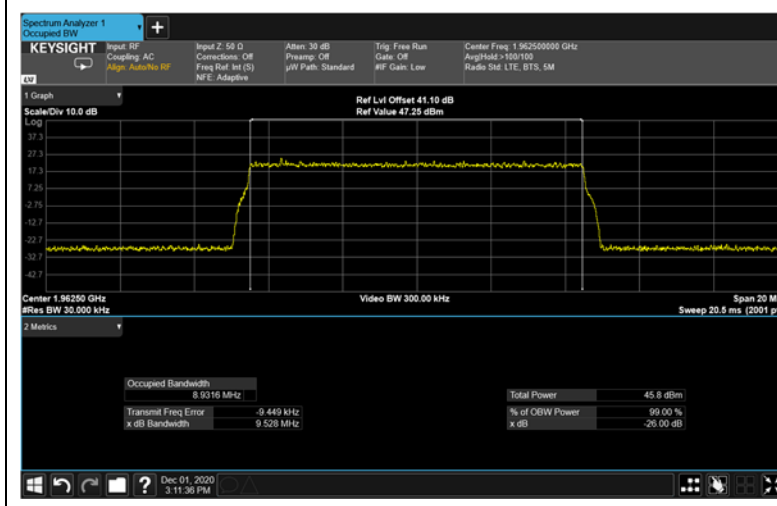 Spectrum Analyzer 1
Occupied BW
+
KEYSIGHT
Input: RF
Coupling: AC
Align: Auto/No RF
Input Z: 50 Ω
Corrections: Off
Freq Ref: Int (S)
NFE: Adaptive
Atten: 30 dB
Preamp: Off
µW Path: Standard
Trig: Free Run
Gate: Off
#IF Gain: Low
Center Freq: 1.962500000 GHz
Avg|Hold:>100/100
Radio Std: LTE, BTS, 5M
LXI
1 Graph
Scale/Div 10.0 dB
Ref Lvl Offset 41.10 dB
Ref Value 47.25 dBm
Log
37.3
27.3
17.3
7.25
-2.75
-12.7
-22.7
-32.7
-42.7
Center 1.96250 GHz
#Res BW 30.000 kHz
Video BW 300.00 kHz
Span 20 M
Sweep 20.5 ms (2001 p
2 Metrics
Occupied Bandwidth
8.9316 MHz
Transmit Freq Error -9.449 kHz
x dB Bandwidth 9.528 MHz
Total Power 45.8 dBm
% of OBW Power 99.00 %
x dB -26.00 dB
?
Dec 01, 2020
3:11:36 PM